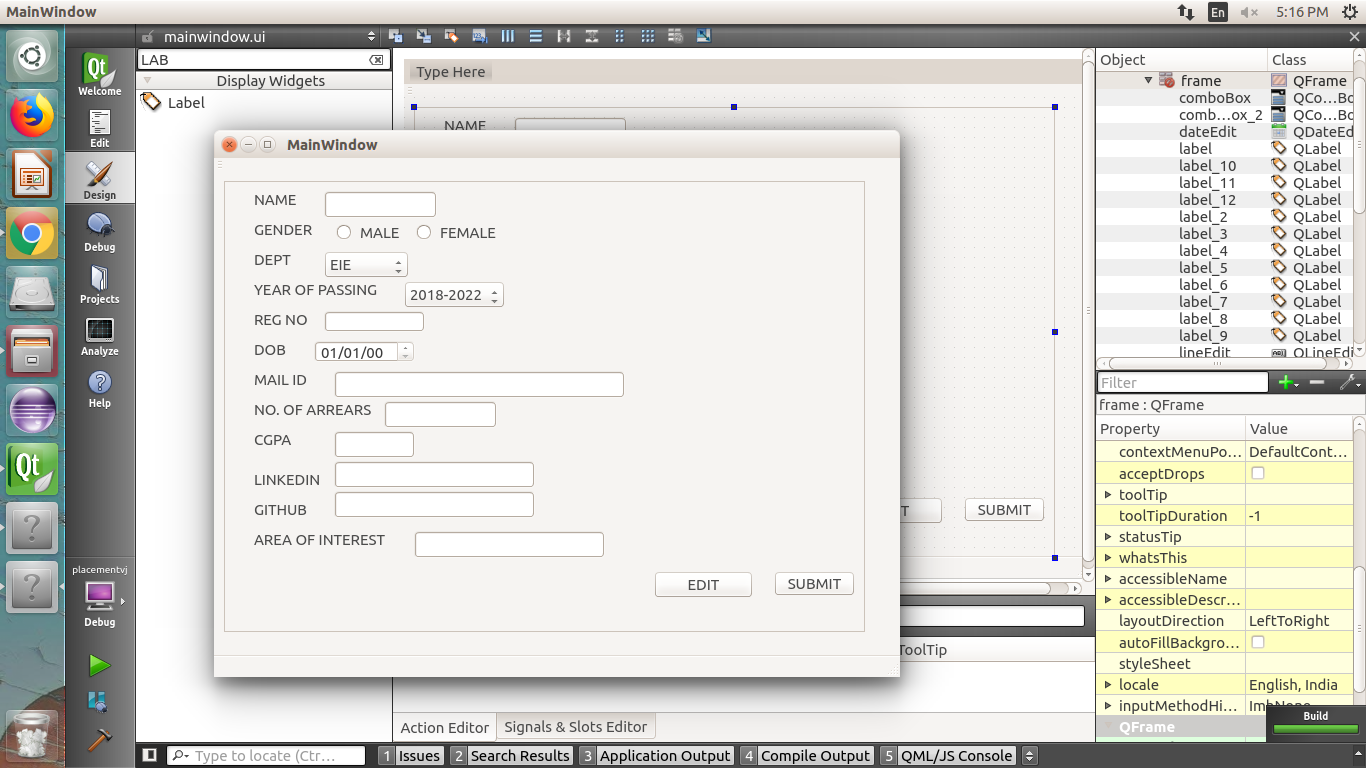 MainWindow
En
5:16 PM
mainwindow.ui
LAB
Display Widgets
Label
Welcome
Edit
Design
Debug
Projects
Analyze
Help
placementvj
Debug
Type Here
NAME
SUBMIT
MainWindow
NAME
GENDER MALE FEMALE
DEPT EIE
YEAR OF PASSING 2018-2022
REG NO
DOB 01/01/00
MAIL ID
NO. OF ARREARS
CGPA
LINKEDIN
GITHUB
AREA OF INTEREST
EDIT SUBMIT
ToolTip
Action Editor Signals & Slots Editor
Object Class
frame QFrame
comboBox QCo...Bo
comb...ox_2 QCo...Bo
dateEdit QDateEd
label QLabel
label_10 QLabel
label_11 QLabel
label_12 QLabel
label_2 QLabel
label_3 QLabel
label_4 QLabel
label_5 QLabel
label_6 QLabel
label_7 QLabel
label_8 QLabel
label_9 QLabel
lineEdit QLineEdi
Filter
frame : QFrame
Property Value
contextMenuPo... DefaultCont...
acceptDrops
toolTip
toolTipDuration -1
statusTip
whatsThis
accessibleName
accessibleDescr...
layoutDirection LeftToRight
autoFillBackgro...
styleSheet
locale English, India
inputMethodHi... ImhNone
QFrame
Build
Type to locate (Ctr...
1 Issues 2 Search Results 3 Application Output 4 Compile Output 5 QML/JS Console